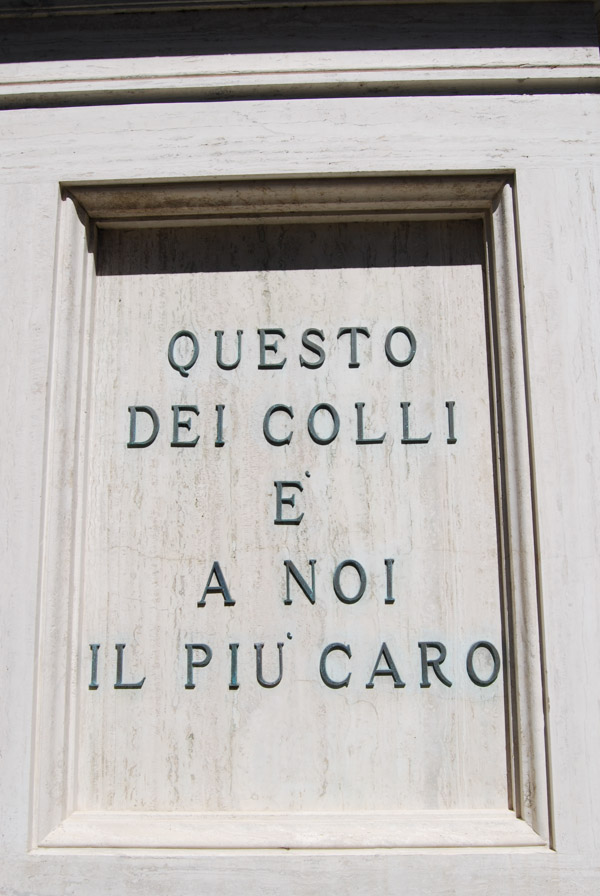 QUESTO
DEI COLLI
E'
A NOI
IL PIU' CARO